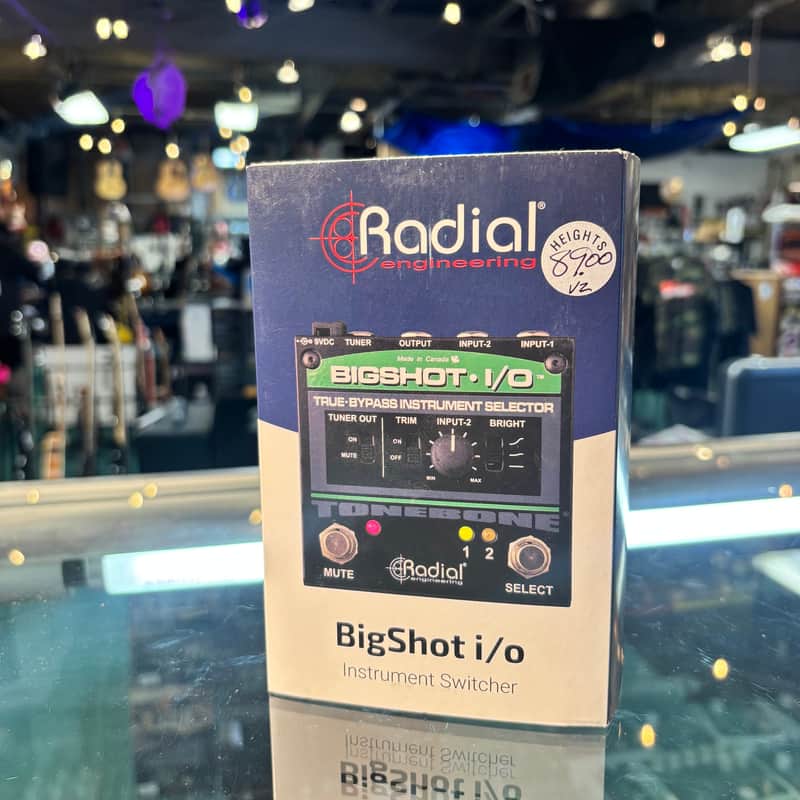 Radial®
engineering
HEIGHTS
89.00
V2
9VDC TUNER OUTPUT INPUT-2 INPUT-1
Made in Canada
BIGSHOT • I/O™
TRUE-BYPASS INSTRUMENT SELECTOR
TUNER OUT TRIM INPUT-2 BRIGHT
ON ON
MUTE OFF
MIN MAX
TONEBONE®
1 2
MUTE Radial® SELECT
engineering
BigShot i/o
Instrument Switcher